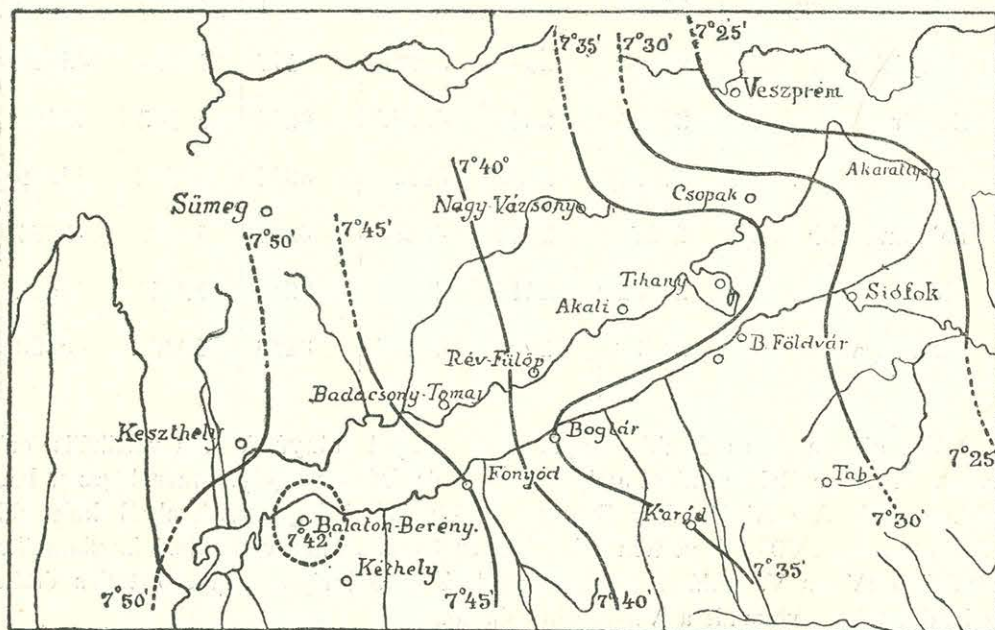 7°35'
7°30'
7°25'
Veszprém
7°40°
Akarattya
Csopak
Nagy-Vázsony
Sümeg
7°50'
7°45'
Tihany
Siófok
Akali
B. Földvár
Rév-Fülöp
Badacsony-Tomaj
Keszthely
Boglár
7°25'
Fonyód
Tab
7°30'
Balaton-Berény.
7°42'
Karád
Kéthely
7°35'
7°50'
7°45'
7°40'